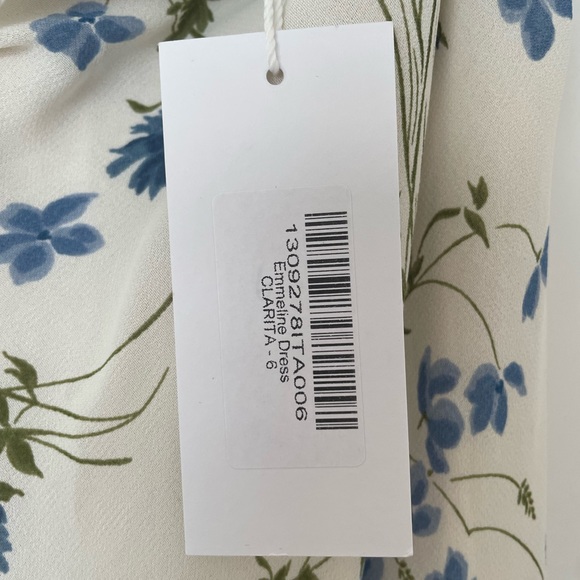 1309278ITA006
Emmeline Dress
CLARITA - 6